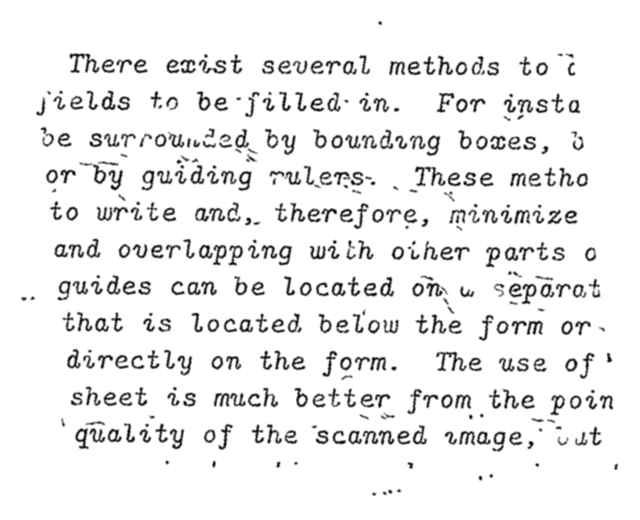 There exist several methods to
fields to be filled in. For insta
be surrounded by bounding boxes, b
or by guiding rulers. These metho
to write and, therefore, minimize
and overlapping with other parts o
guides can be located on a separat
that is located below the form or
directly on the form. The use of
sheet is much better from the poin
quality of the scanned image, but